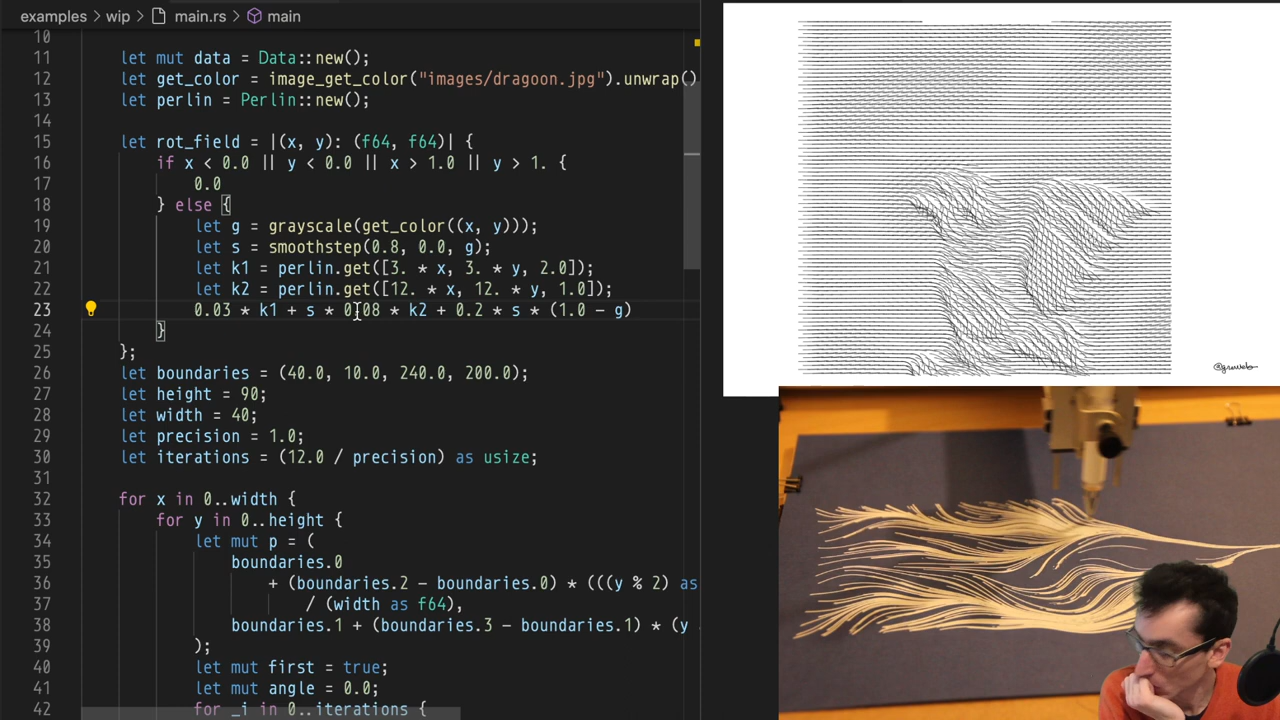 examples > wip > main.rs > main
10
11 let mut data = Data::new();
12 let get_color = image_get_color("images/dragoon.jpg").unwrap()
13 let perlin = Perlin::new();
14
15 let rot_field = |(x, y): (f64, f64)| {
16 if x < 0.0 || y < 0.0 || x > 1.0 || y > 1. {
17 0.0
18 } else {
19 let g = grayscale(get_color((x, y)));
20 let s = smoothstep(0.8, 0.0, g);
21 let k1 = perlin.get([3. * x, 3. * y, 2.0]);
22 let k2 = perlin.get([12. * x, 12. * y, 1.0]);
23 0.03 * k1 + s * 0.08 * k2 + 0.2 * s * (1.0 - g)
24 }
25 };
26 let boundaries = (40.0, 10.0, 240.0, 200.0);
27 let height = 90;
28 let width = 40;
29 let precision = 1.0;
30 let iterations = (12.0 / precision) as usize;
31
32 for x in 0..width {
33 for y in 0..height {
34 let mut p = (
35 boundaries.0
36 + (boundaries.2 - boundaries.0) * (((y % 2) as
37 / (width as f64),
38 boundaries.1 + (boundaries.3 - boundaries.1) * (y
39 );
40 let mut first = true;
41 let mut angle = 0.0;
42 for _i in 0..iterations {
@greweb